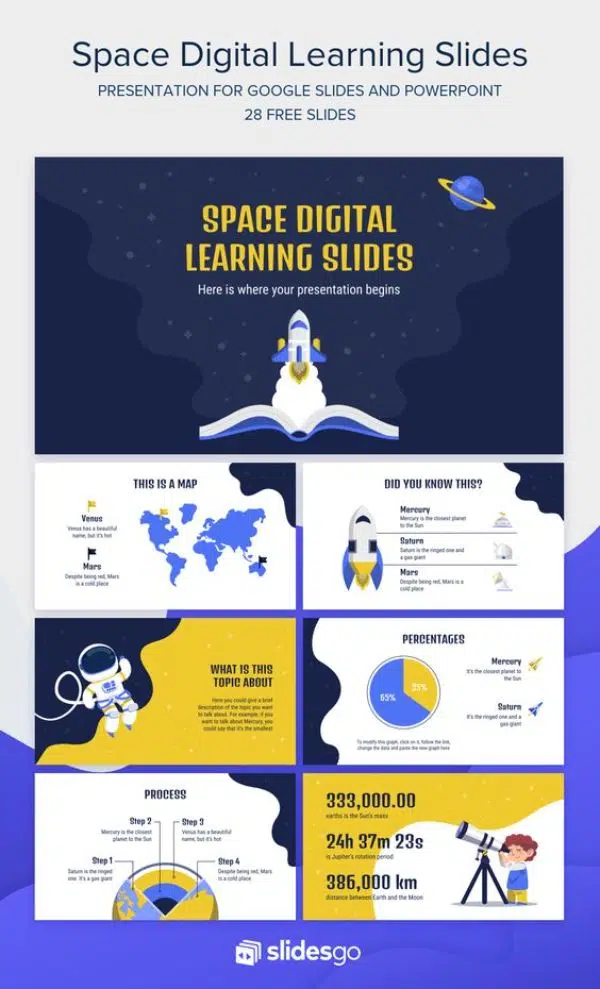 Space Digital Learning Slides
PRESENTATION FOR GOOGLE SLIDES AND POWERPOINT
28 FREE SLIDES
SPACE DIGITAL
LEARNING SLIDES
Here is where your presentation begins
THIS IS A MAP
Venus
Venus has a beautiful
name, but it's hot
Mars
Despite being red, Mars
is a cold place
DID YOU KNOW THIS?
Mercury
Mercury is the closest planet
to the Sun
Saturn
Saturn is the ringed one and
a gas giant
Mars
Despite being red, Mars is a
cold place
WHAT IS THIS
TOPIC ABOUT
Here you could give a brief
description of the topic you want
to talk about. For example, if you
want to talk about Mercury, you
could say that it's the smallest
PERCENTAGES
65%
35%
Mercury
It's the closest planet to
the Sun
Saturn
It's the ringed one and a
gas giant
To modify this graph, click on it, follow the link,
change the data and paste the new graph here
PROCESS
Step 2
Mercury is the closest
planet to the Sun
Step 3
Venus has a beautiful
name, but it's hot
Step 1
Saturn is the ringed
one. It's a gas giant
Step 4
Despite being red, Mars
is a cold place
333,000.00
earths is the Sun's mass
24h 37m 23s
is Jupiter's rotation period
386,000 km
distance between Earth and the Moon
slidesgo